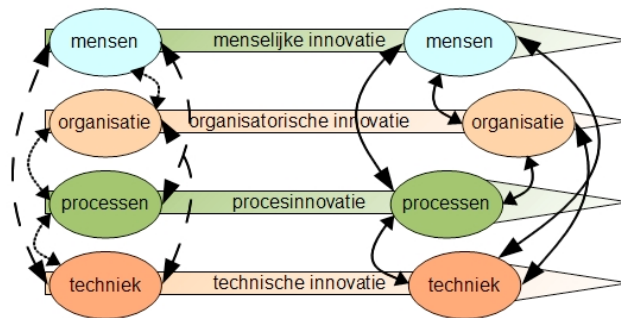 mensen menselijke innovatie mensen
organisatie organisatorische innovatie organisatie
processen procesinnovatie processen
techniek technische innovatie techniek